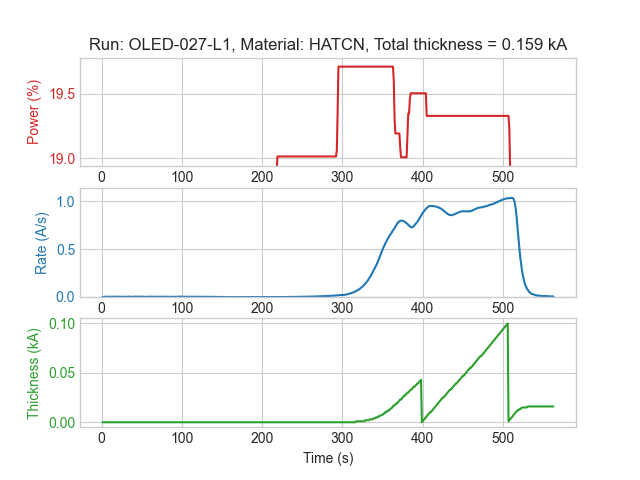 Run: OLED-027-L1, Material: HATCN, Total thickness = 0.159 kA
Power (%)
19.5
19.0
0 100 200 300 400 500
Rate (A/s)
1.0
0.5
0.0
0 100 200 300 400 500
Thickness (kA)
0.10
0.05
0.00
0 100 200 300 400 500
Time (s)